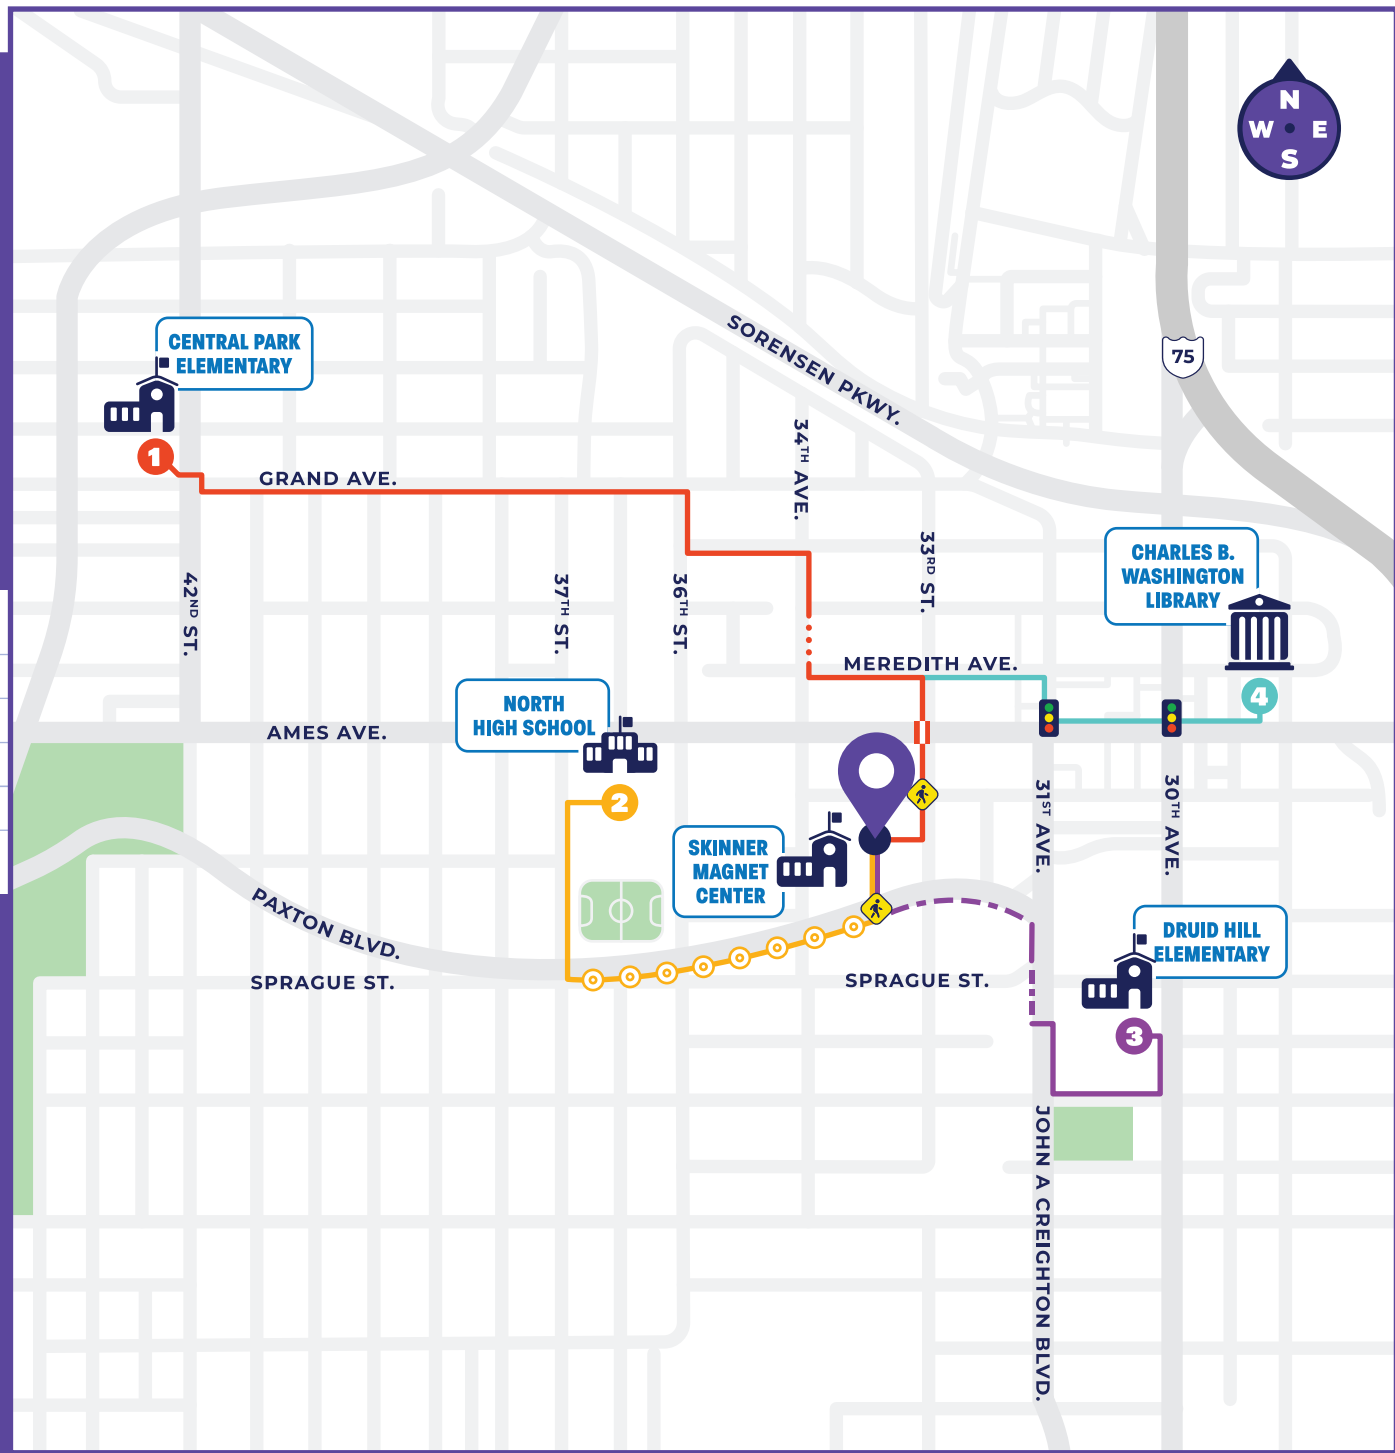 N
W E
S
SORENSEN PKWY.
CENTRAL PARK
ELEMENTARY
75
1
GRAND AVE.
34TH AVE.
33RD ST.
CHARLES B.
WASHINGTON
LIBRARY
42ND ST.
37TH ST.
36TH ST.
MEREDITH AVE.
4
NORTH
HIGH SCHOOL
AMES AVE.
2
31ST AVE.
30TH AVE.
SKINNER
MAGNET
CENTER
PAXTON BLVD.
DRUID HILL
ELEMENTARY
SPRAGUE ST.
SPRAGUE ST.
3
JOHN A CREIGHTON BLVD.